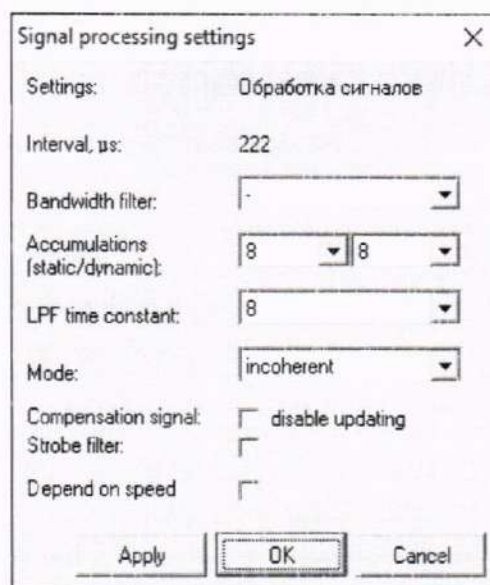 Signal processing settings
Settings: Обработка сигналов
Interval, µs: 222
Bandwidth filter: -
Accumulations
(static/dynamic): 8 8
LPF time constant: 8
Mode: incoherent
Compensation signal: disable updating
Strobe filter:
Depend on speed
Apply OK Cancel